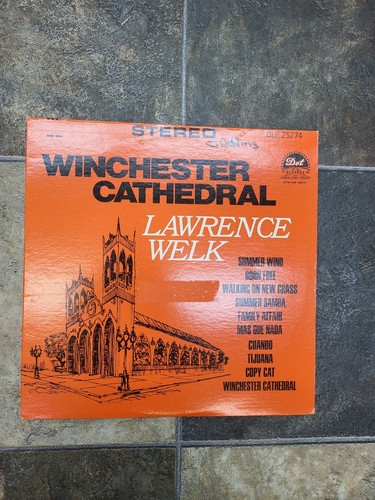 STEREO
DLP 25774
WINCHESTER
CATHEDRAL
Dot
RECORDS
LAWRENCE
WELK
SUMMER WIND
BORN FREE
WALKING ON NEW GRASS
SUMMER SAMBA
FAMILY AFFAIR
MAS QUE NADA
CUANDO
TIJUANA
COPY CAT
WINCHESTER CATHEDRAL